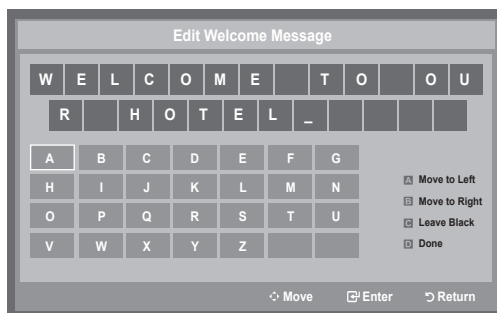 Edit Welcome Message
W E L C O M E T O O U
R H O T E L _
A B C D E F G
H I J K L M N
O P Q R S T U
V W X Y Z
A Move to Left
B Move to Right
C Leave Black
D Done
Move Enter Return